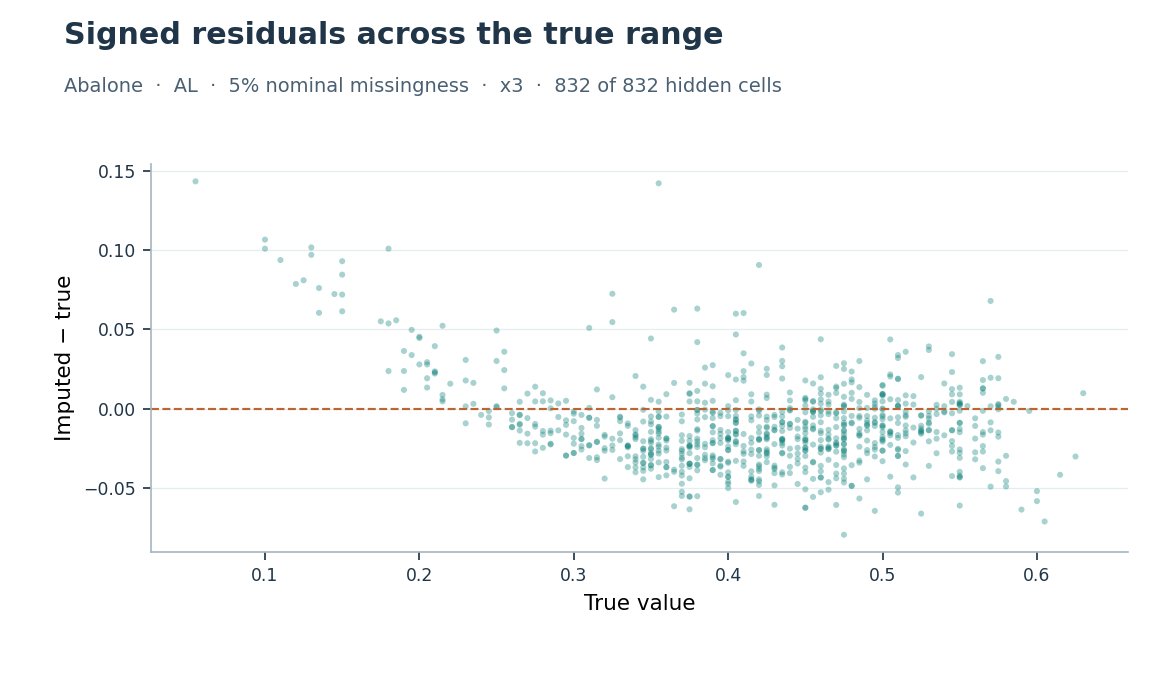 Signed residuals across the true range
Abalone · AL · 5% nominal missingness · x3 · 832 of 832 hidden cells
0.15
0.10
0.05
0.00
−0.05
Imputed − true
0.1 0.2 0.3 0.4 0.5 0.6
True value